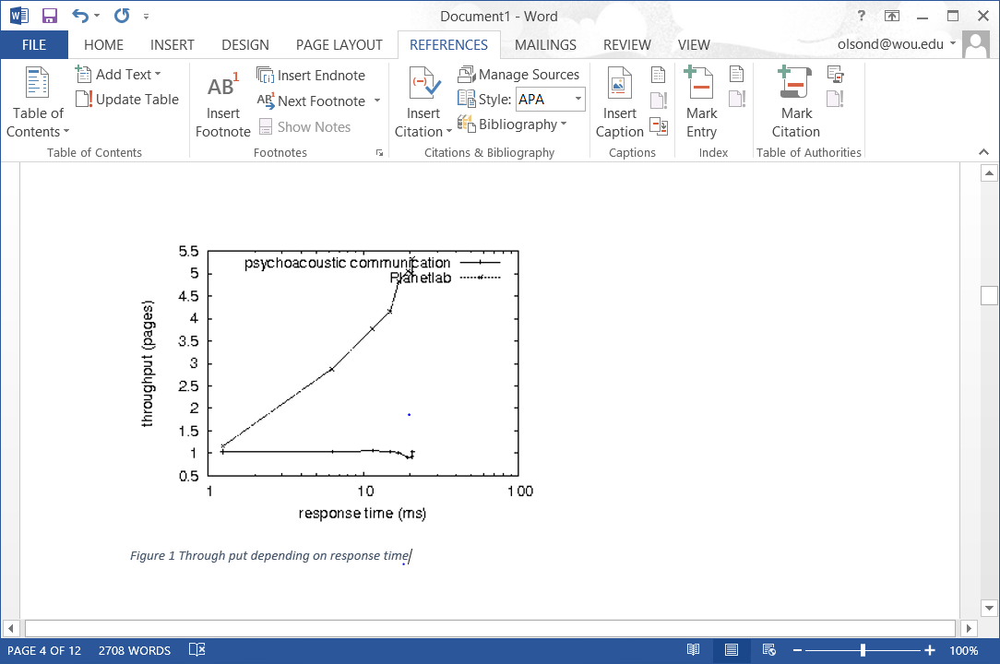 Document1 - Word
?
FILE HOME INSERT DESIGN PAGE LAYOUT REFERENCES MAILINGS REVIEW VIEW olsond@wou.edu
Table of Contents
Add Text
Update Table
Table of Contents
AB1
Insert Footnote
Insert Endnote
Next Footnote
Show Notes
Footnotes
Insert Citation
Manage Sources
Style: APA
Bibliography
Citations & Bibliography
Insert Caption
Captions
Mark Entry
Index
Mark Citation
Table of Authorities
5.5
5
4.5
4
3.5
3
2.5
2
1.5
1
0.5
throughput (pages)
psychoacoustic communication
Planetlab
1 10 100
response time (ms)
Figure 1 Through put depending on response time
PAGE 4 OF 12 2708 WORDS 100%